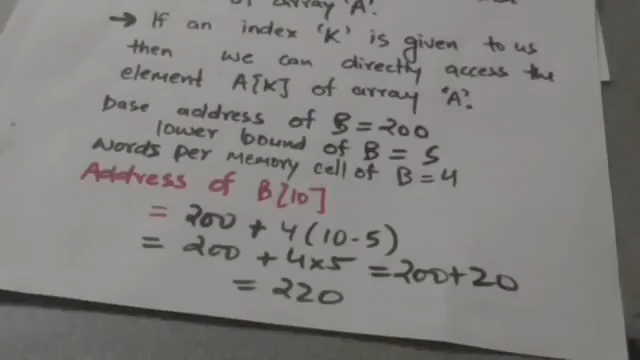 of array 'A'.
→ If an index 'K' is given to us
then we can directly access the
element A[K] of array 'A'.
base address of B = 200
lower bound of B = 5
words per memory cell of B = 4
Address of B[10]
= 200 + 4(10-5)
= 200 + 4x5 = 200+20
= 220